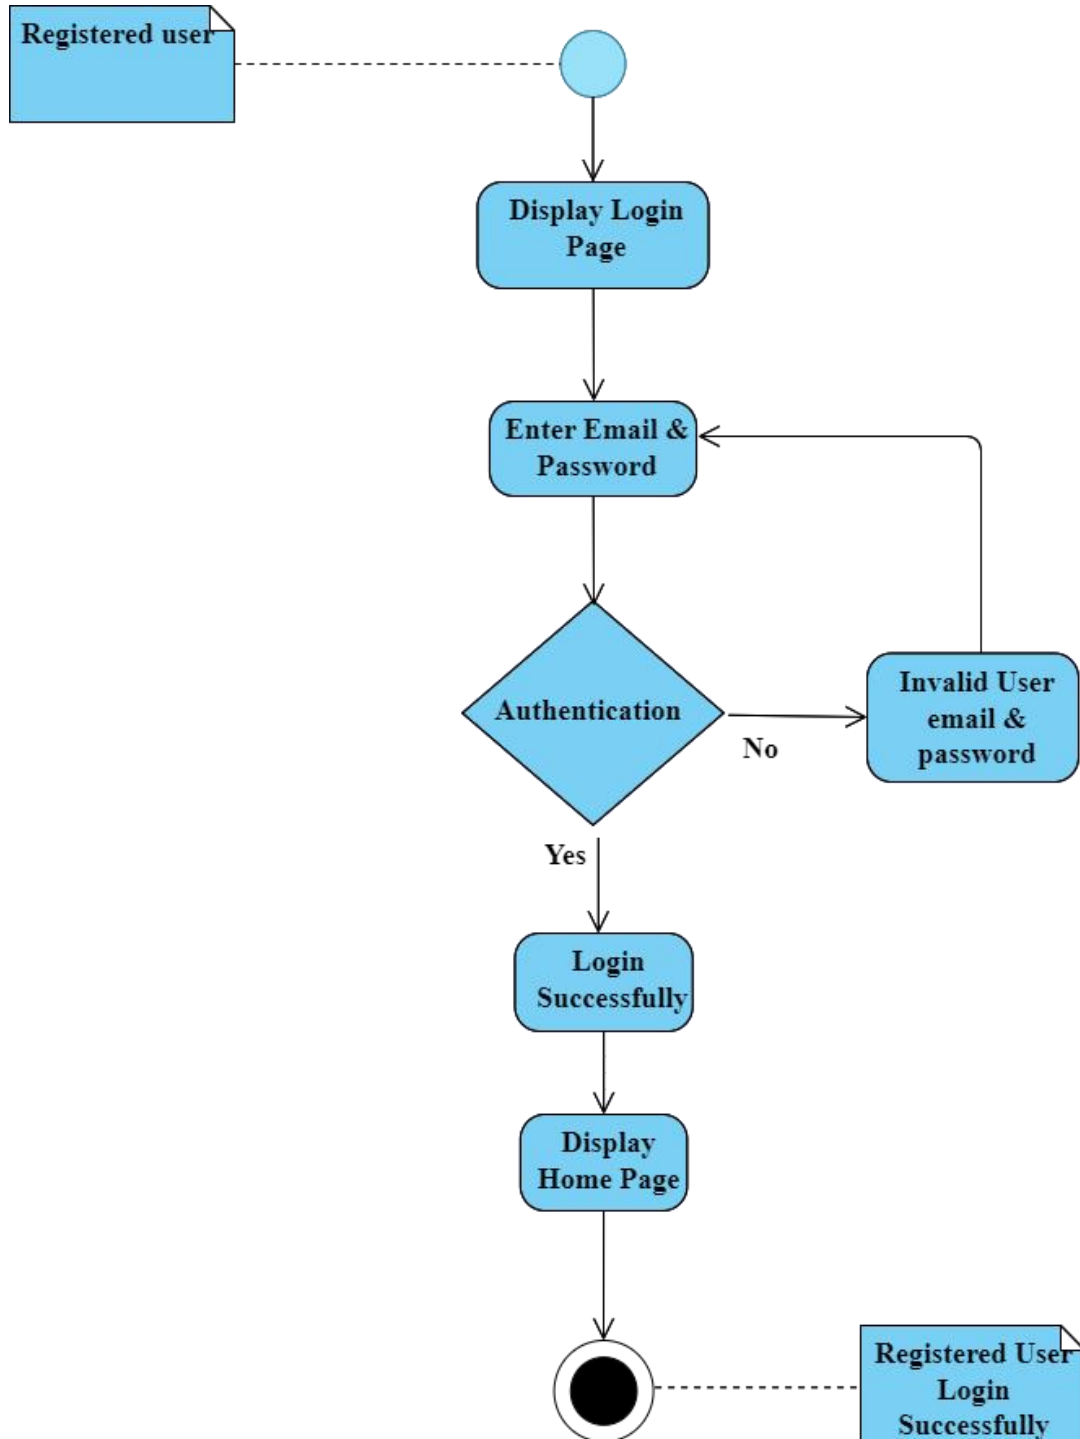 Registered user
Display Login
Page
Enter Email &
Password
Authentication
No
Invalid User
email &
password
Yes
Login
Successfully
Display
Home Page
Registered User
Login
Successfully